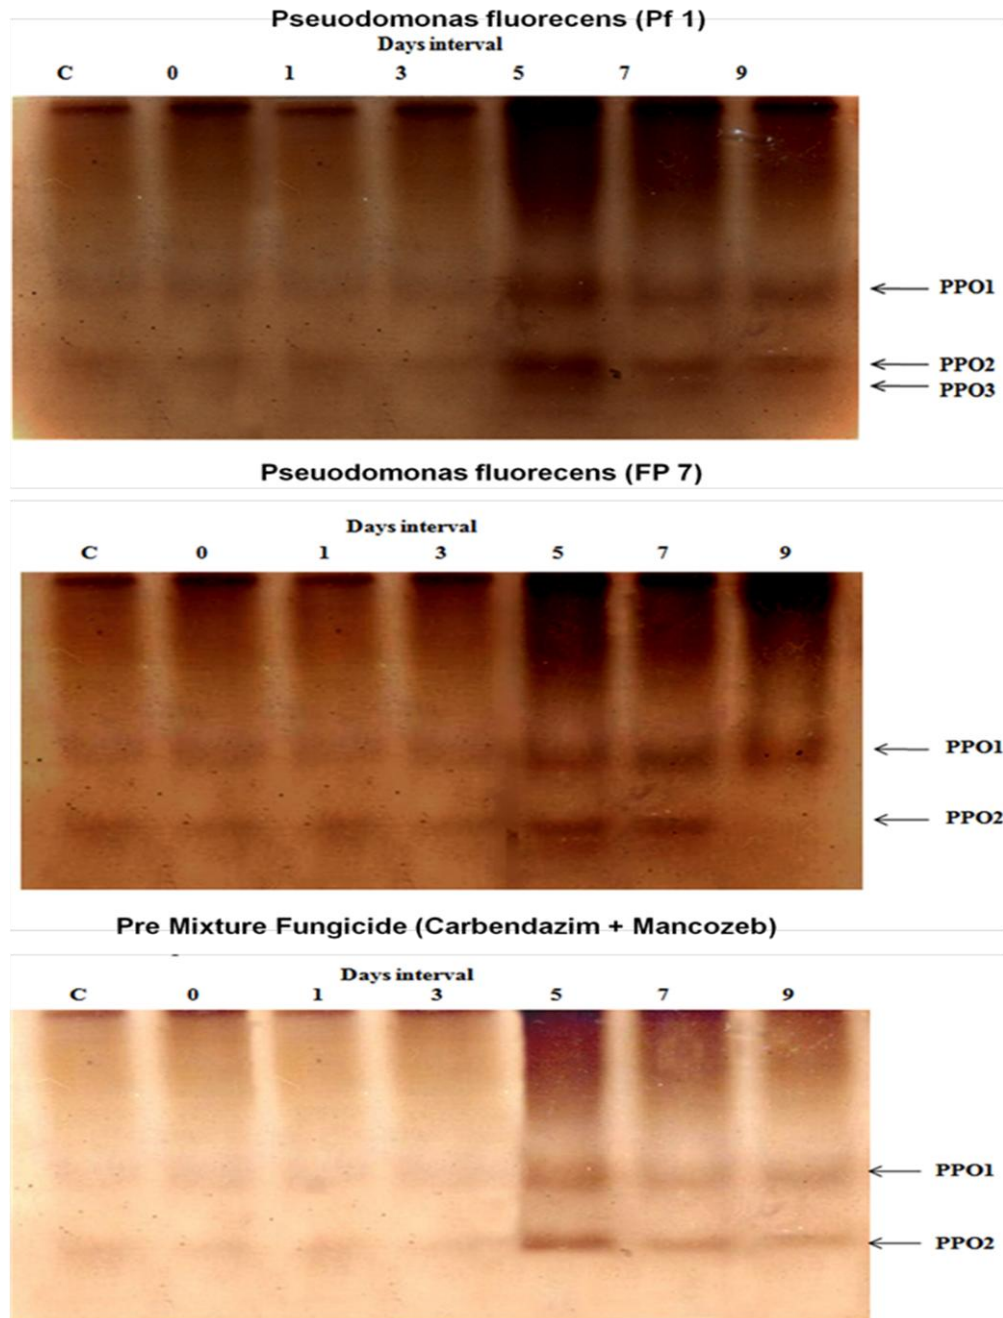 Pseuodomonas fluorecens (Pf 1)
Days interval
C 0 1 3 5 7 9
PPO1
PPO2
PPO3
Pseuodomonas fluorecens (FP 7)
Days interval
C 0 1 3 5 7 9
PPO1
PPO2
Pre Mixture Fungicide (Carbendazim + Mancozeb)
Days interval
C 0 1 3 5 7 9
PPO1
PPO2